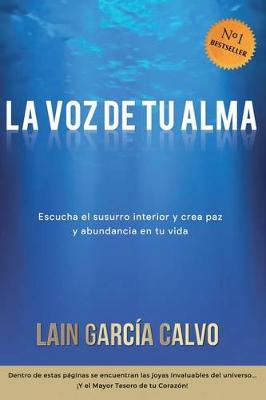 Nº1
BESTSELLER
LA VOZ DE TU ALMA
Escucha el susurro interior y crea paz
y abundancia en tu vida
LAIN GARCÍA CALVO
Dentro de estas páginas se encuentran las joyas invaluables del universo...
¡Y el Mayor Tesoro de tu Corazón!